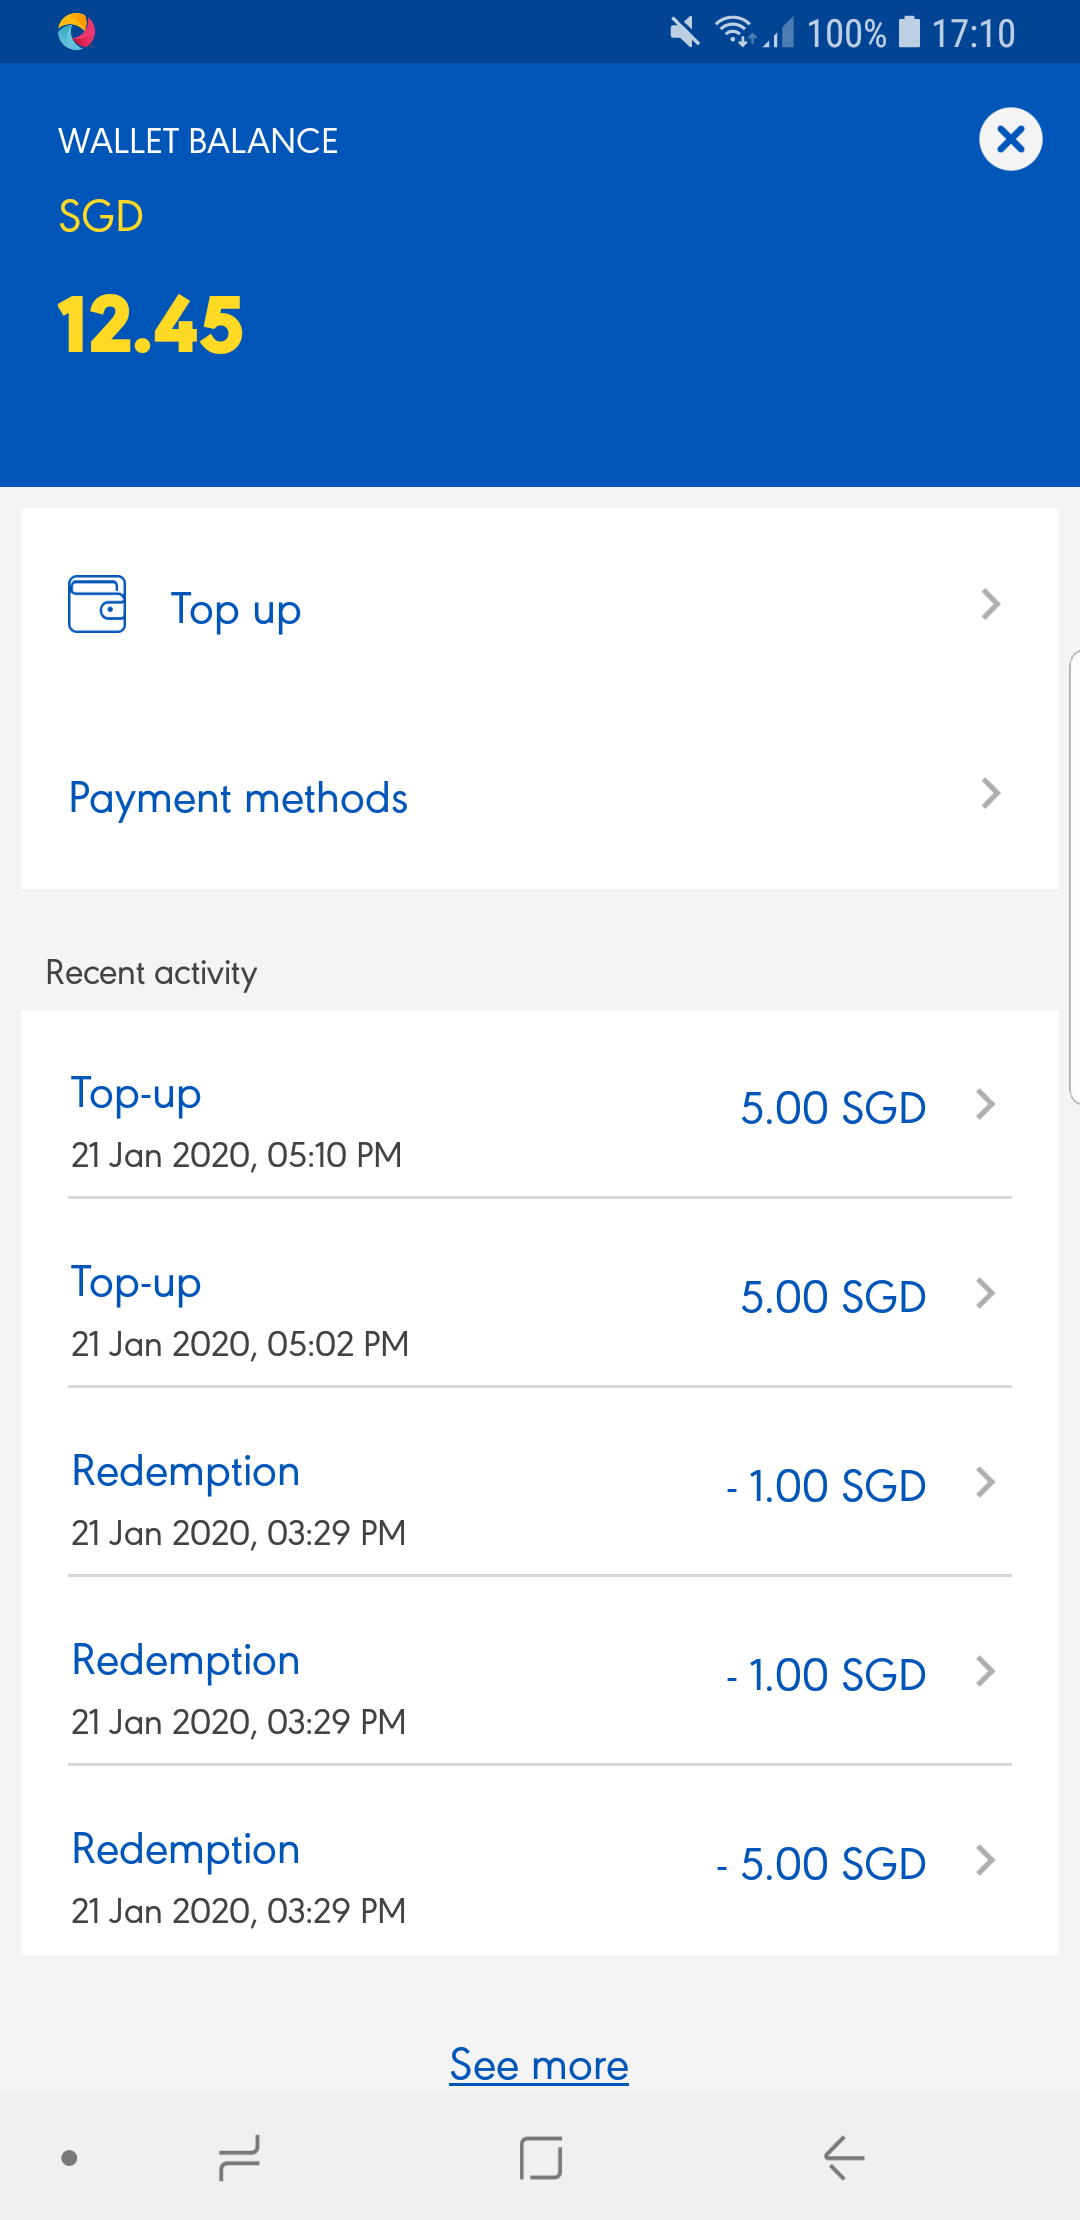 100% 17:10
WALLET BALANCE
SGD
12.45
Top up
Payment methods
Recent activity
Top-up
5.00 SGD
21 Jan 2020, 05:10 PM
Top-up
5.00 SGD
21 Jan 2020, 05:02 PM
Redemption
- 1.00 SGD
21 Jan 2020, 03:29 PM
Redemption
- 1.00 SGD
21 Jan 2020, 03:29 PM
Redemption
- 5.00 SGD
21 Jan 2020, 03:29 PM
See more